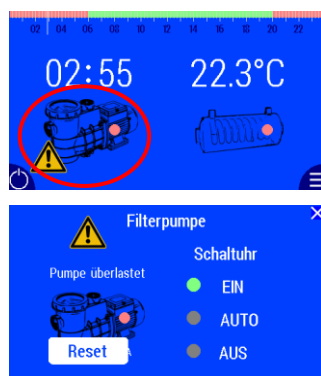 02 04 06 08 10 12 14 16 18 20 22
02:55 22.3°C
Filterpumpe
Schaltuhr
Pumpe überlastet
EIN
AUTO
Reset A
AUS